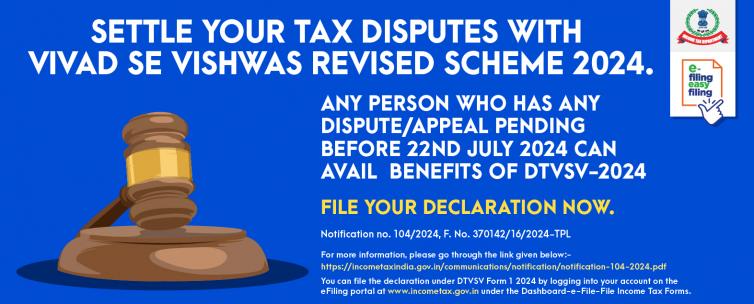 SETTLE YOUR TAX DISPUTES WITH
VIVAD SE VISHWAS REVISED SCHEME 2024.
INCOME TAX DEPARTMENT
e-
filing
easy
filing
ANY PERSON WHO HAS ANY
DISPUTE/APPEAL PENDING
BEFORE 22ND JULY 2024 CAN
AVAIL BENEFITS OF DTVSV-2024
FILE YOUR DECLARATION NOW.
Notification no. 104/2024, F. No. 370142/16/2024-TPL
For more information, please go through the link given below:-
https://incometaxindia.gov.in/communications/notification/notification-104-2024.pdf
You can file the declaration under DTVSV Form 1 2024 by logging into your account on the
eFiling portal at www.incometax.gov.in under the Dashboard-e-File-File Income Tax Forms.